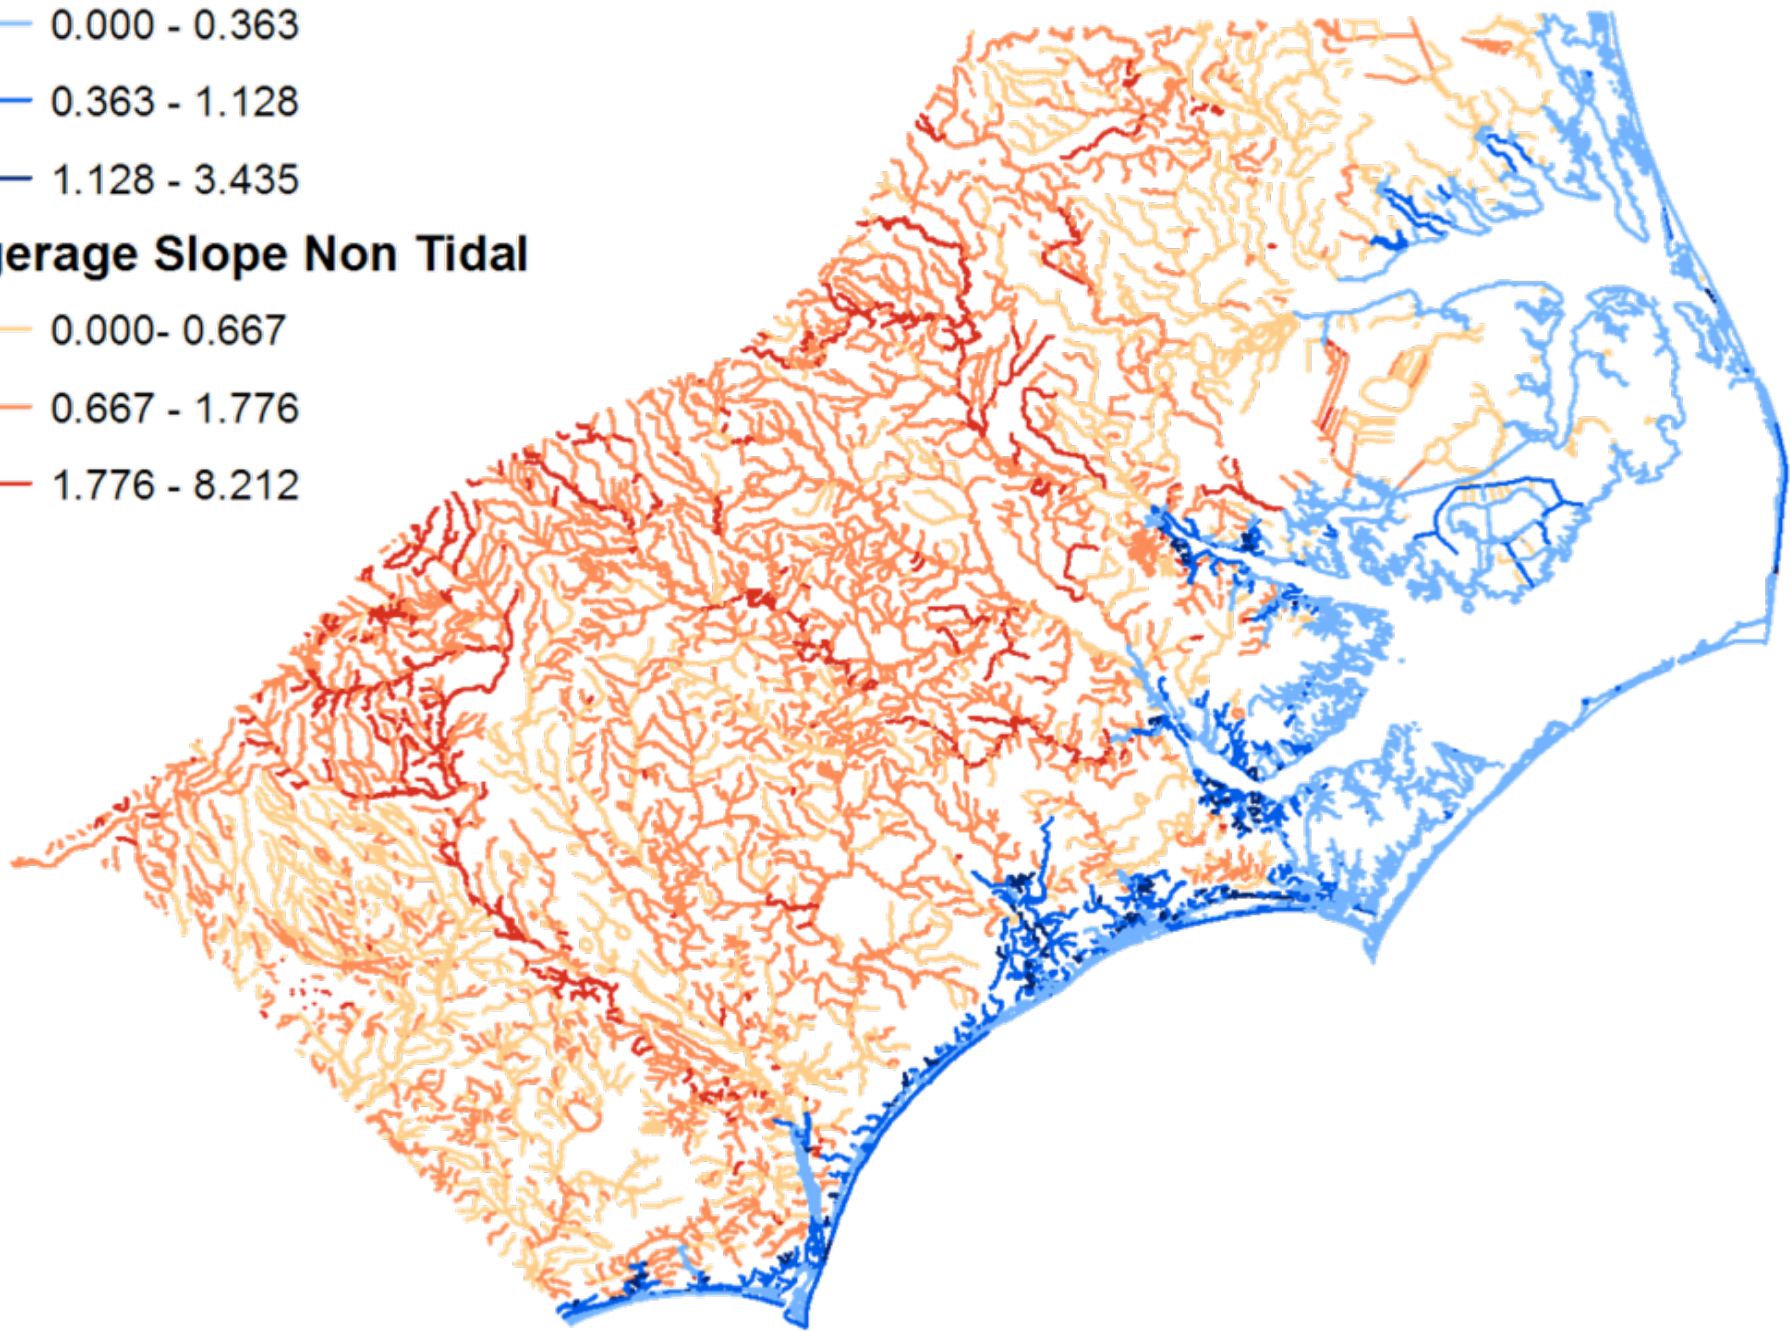 0.000 - 0.363
0.363 - 1.128
1.128 - 3.435
gerage Slope Non Tidal
0.000- 0.667
0.667 - 1.776
1.776 - 8.212